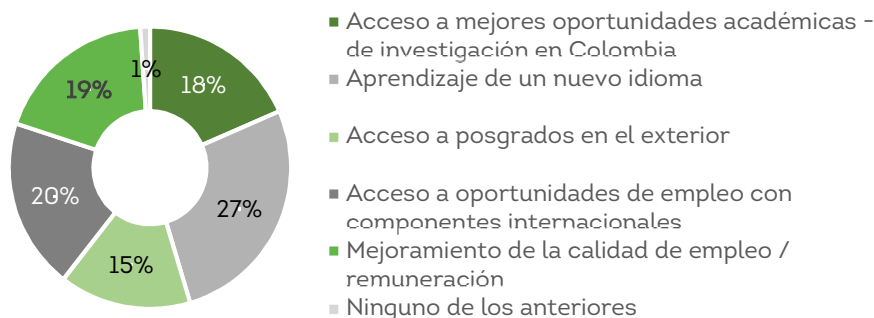 1%
18%
19%
20%
27%
15%
Acceso a mejores oportunidades académicas -
de investigación en Colombia
Aprendizaje de un nuevo idioma
Acceso a posgrados en el exterior
Acceso a oportunidades de empleo con
componentes internacionales
Mejoramiento de la calidad de empleo /
remuneración
Ninguno de los anteriores